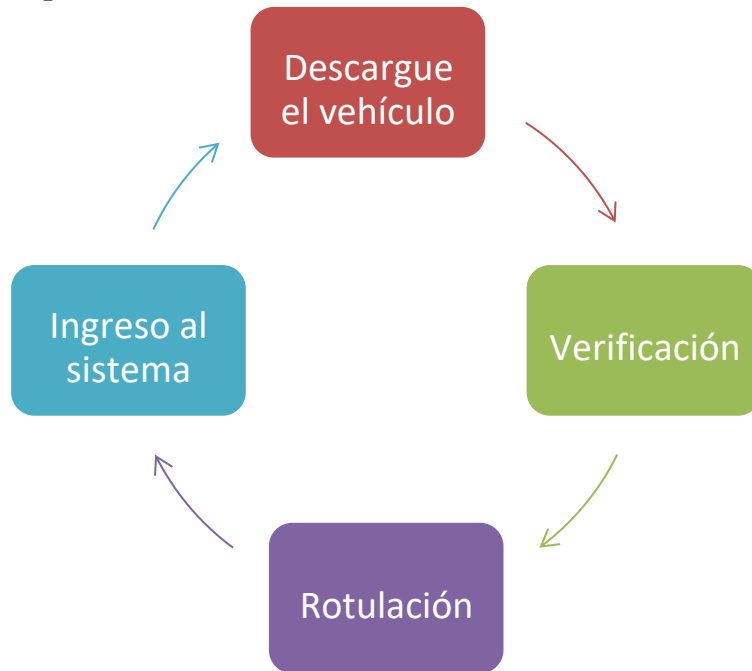 Descargue
el vehículo
Verificación
Rotulación
Ingreso al
sistema